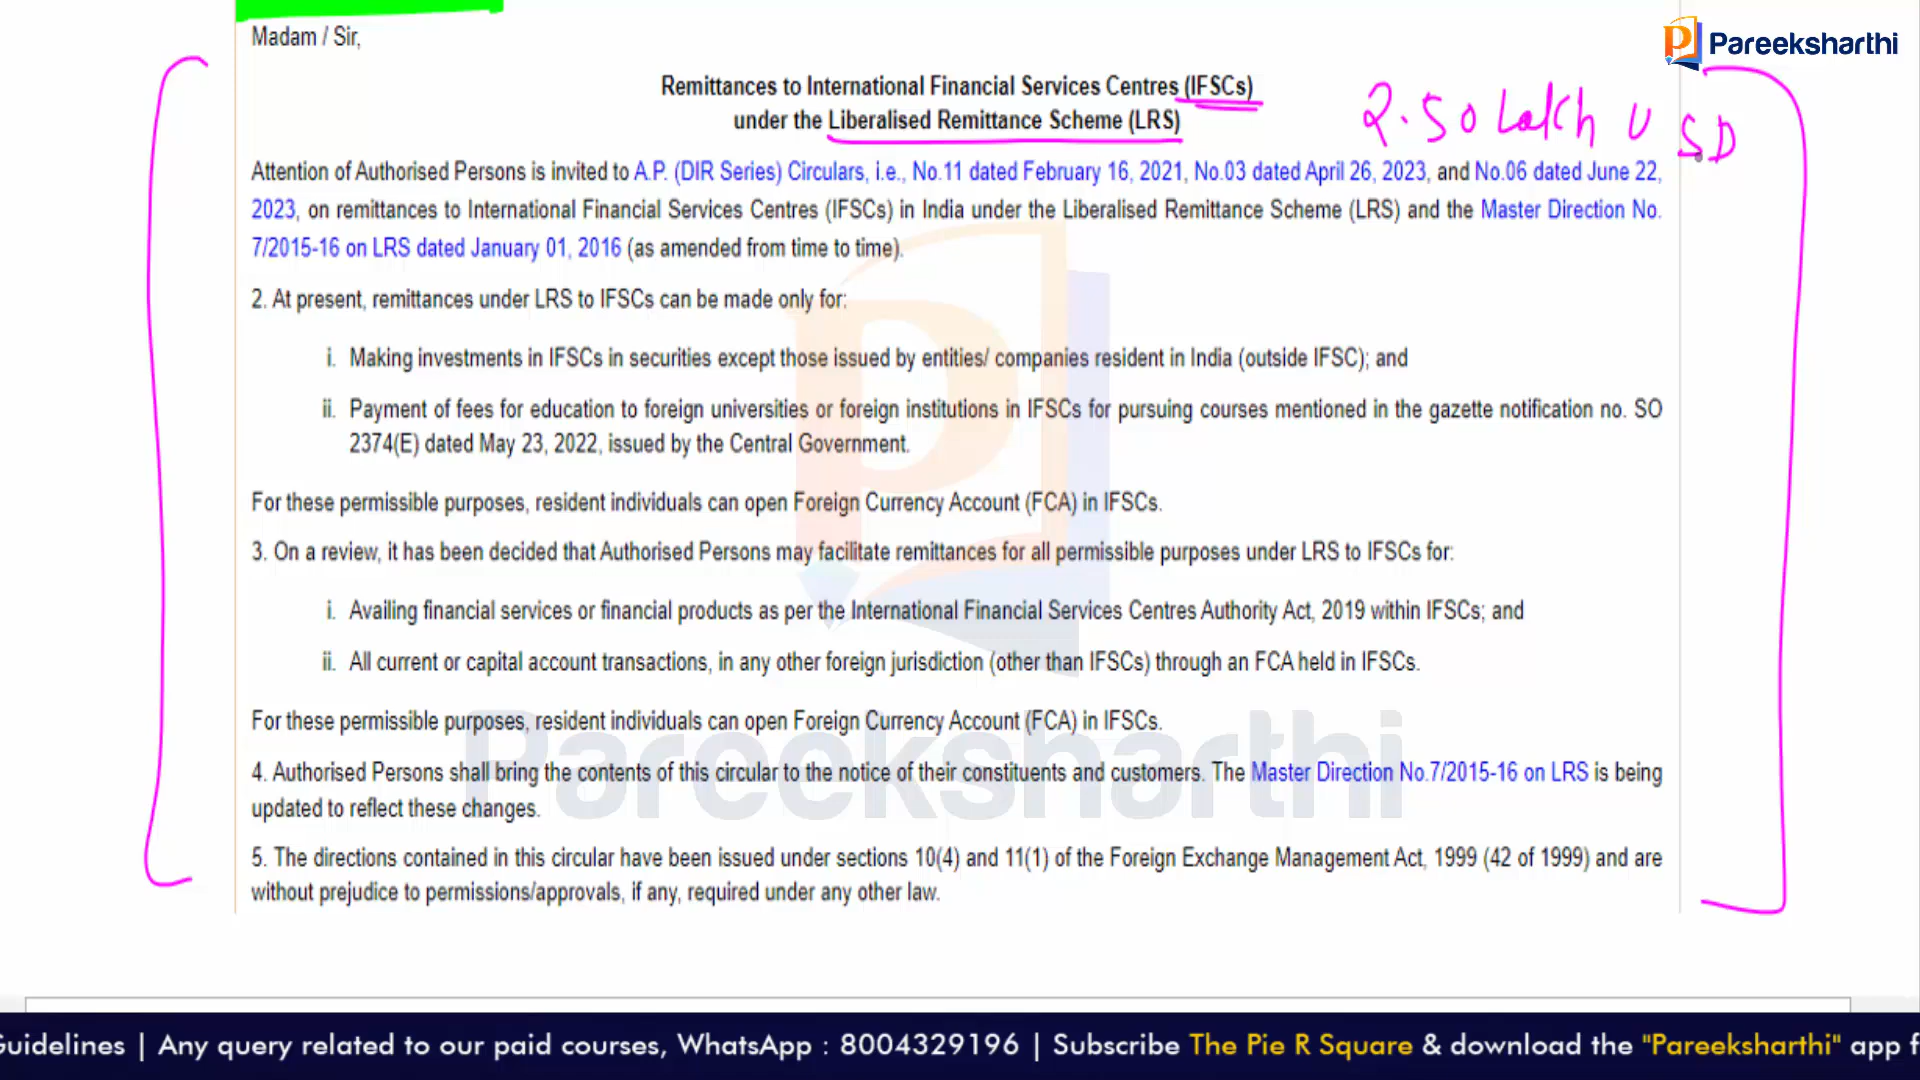 Pareeksharthi
Madam / Sir,
Remittances to International Financial Services Centres (IFSCs)
under the Liberalised Remittance Scheme (LRS)
2.50 Lakh USD
Attention of Authorised Persons is invited to A.P. (DIR Series) Circulars, i.e., No.11 dated February 16, 2021, No.03 dated April 26, 2023, and No.06 dated June 22,
2023, on remittances to International Financial Services Centres (IFSCs) in India under the Liberalised Remittance Scheme (LRS) and the Master Direction No.
7/2015-16 on LRS dated January 01, 2016 (as amended from time to time).
2. At present, remittances under LRS to IFSCs can be made only for:
i. Making investments in IFSCs in securities except those issued by entities/ companies resident in India (outside IFSC); and
ii. Payment of fees for education to foreign universities or foreign institutions in IFSCs for pursuing courses mentioned in the gazette notification no. SO
2374(E) dated May 23, 2022, issued by the Central Government.
For these permissible purposes, resident individuals can open Foreign Currency Account (FCA) in IFSCs.
3. On a review, it has been decided that Authorised Persons may facilitate remittances for all permissible purposes under LRS to IFSCs for:
i. Availing financial services or financial products as per the International Financial Services Centres Authority Act, 2019 within IFSCs; and
ii. All current or capital account transactions, in any other foreign jurisdiction (other than IFSCs) through an FCA held in IFSCs.
For these permissible purposes, resident individuals can open Foreign Currency Account (FCA) in IFSCs.
Pareeksharthi
4. Authorised Persons shall bring the contents of this circular to the notice of their constituents and customers. The Master Direction No.7/2015-16 on LRS is being
updated to reflect these changes.
5. The directions contained in this circular have been issued under sections 10(4) and 11(1) of the Foreign Exchange Management Act, 1999 (42 of 1999) and are
without prejudice to permissions/approvals, if any, required under any other law.
Guidelines | Any query related to our paid courses, WhatsApp : 8004329196 | Subscribe The Pie R Square & download the "Pareeksharthi" app f